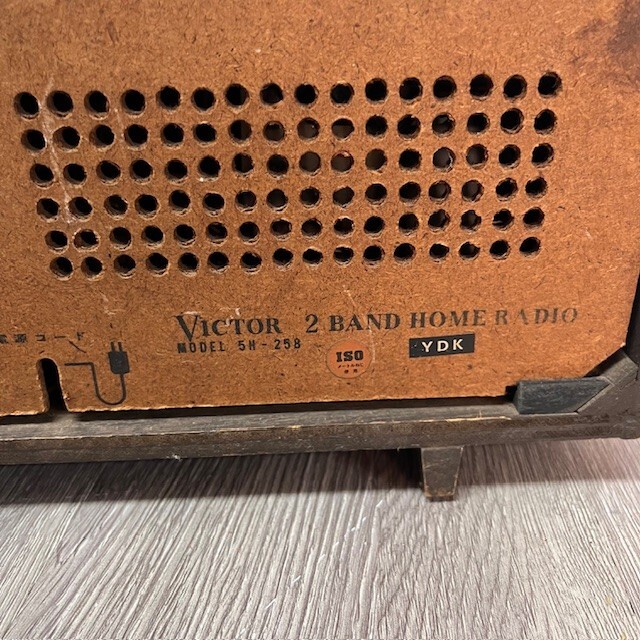 VICTOR 2 BAND HOME RADIO
MODEL 5H-258
ISO
YDK
電源コード